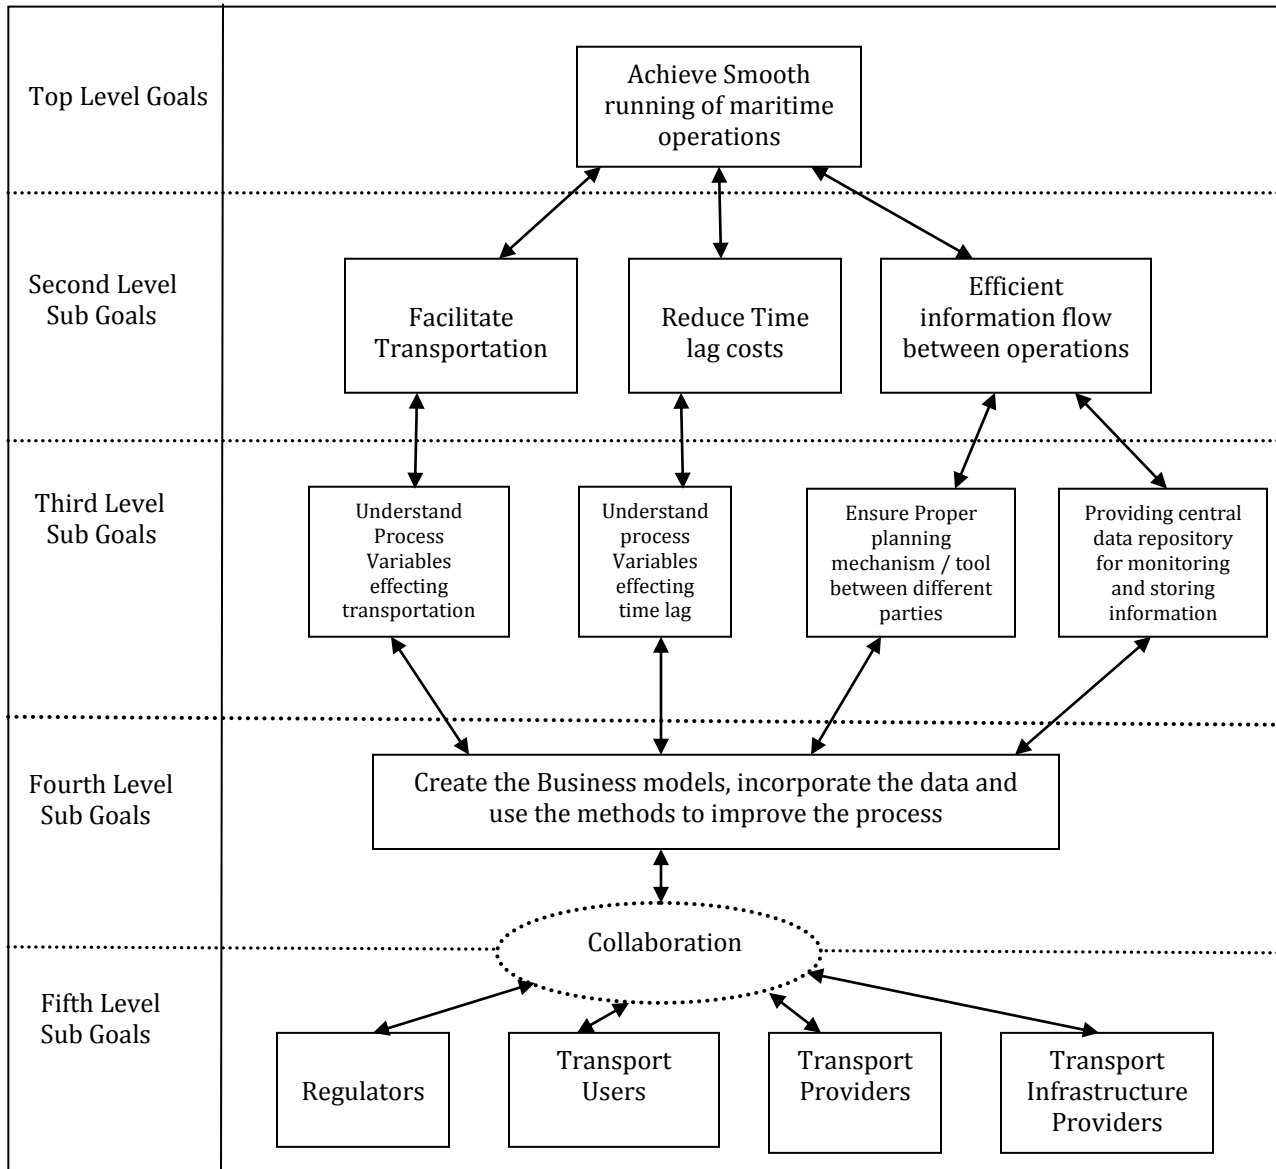 Top Level Goals
Achieve Smooth
running of maritime
operations
Second Level
Sub Goals
Facilitate
Transportation
Reduce Time
lag costs
Efficient
information flow
between operations
Third Level
Sub Goals
Understand
Process
Variables
effecting
transportation
Understand
process
Variables
effecting
time lag
Ensure Proper
planning
mechanism / tool
between different
parties
Providing central
data repository
for monitoring
and storing
information
Fourth Level
Sub Goals
Create the Business models, incorporate the data and
use the methods to improve the process
Collaboration
Fifth Level
Sub Goals
Regulators
Transport
Users
Transport
Providers
Transport
Infrastructure
Providers